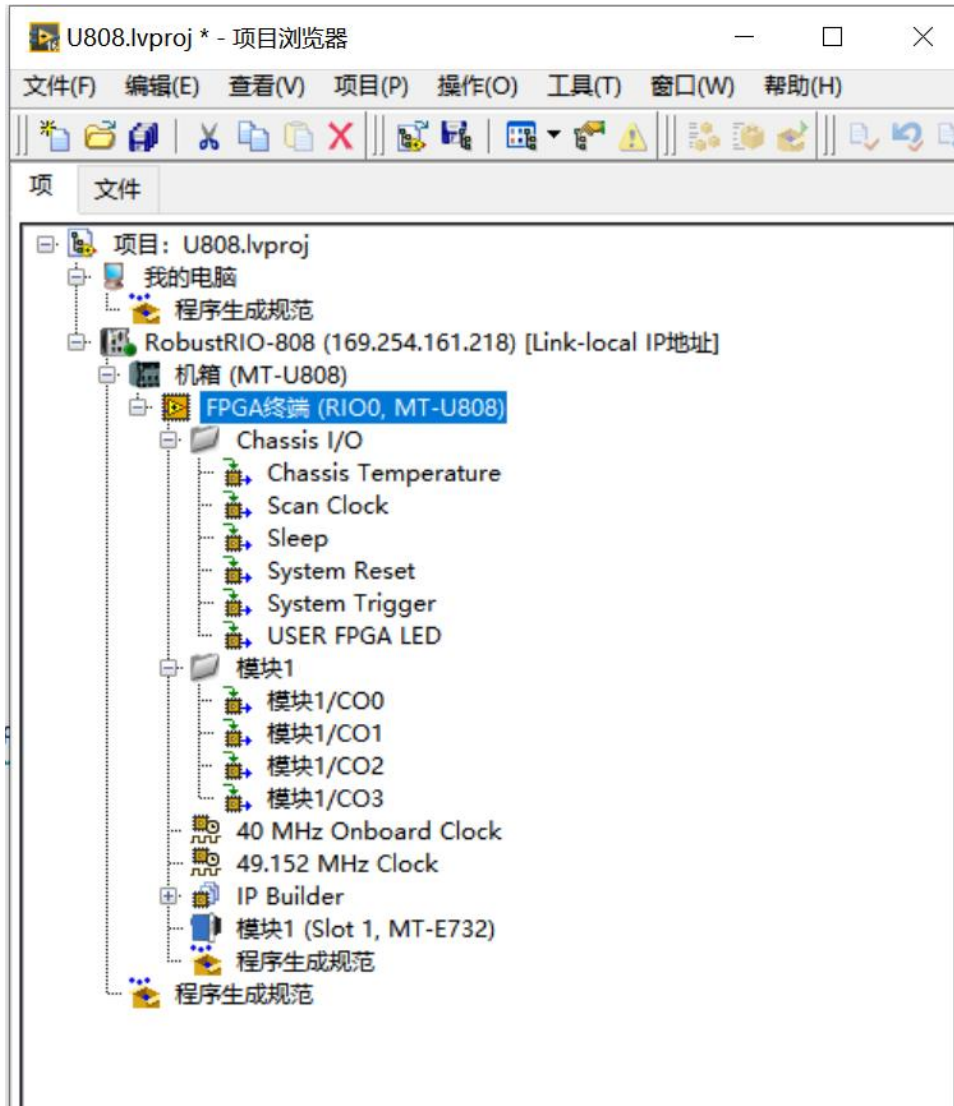 U808.lvproj * - 项目浏览器
文件(F) 编辑(E) 查看(V) 项目(P) 操作(O) 工具(T) 窗口(W) 帮助(H)
项 文件
项目: U808.lvproj
我的电脑
程序生成规范
RobustRIO-808 (169.254.161.218) [Link-local IP地址]
机箱 (MT-U808)
FPGA终端 (RIO0, MT-U808)
Chassis I/O
Chassis Temperature
Scan Clock
Sleep
System Reset
System Trigger
USER FPGA LED
模块1
模块1/CO0
模块1/CO1
模块1/CO2
模块1/CO3
40 MHz Onboard Clock
49.152 MHz Clock
IP Builder
模块1 (Slot 1, MT-E732)
程序生成规范
程序生成规范